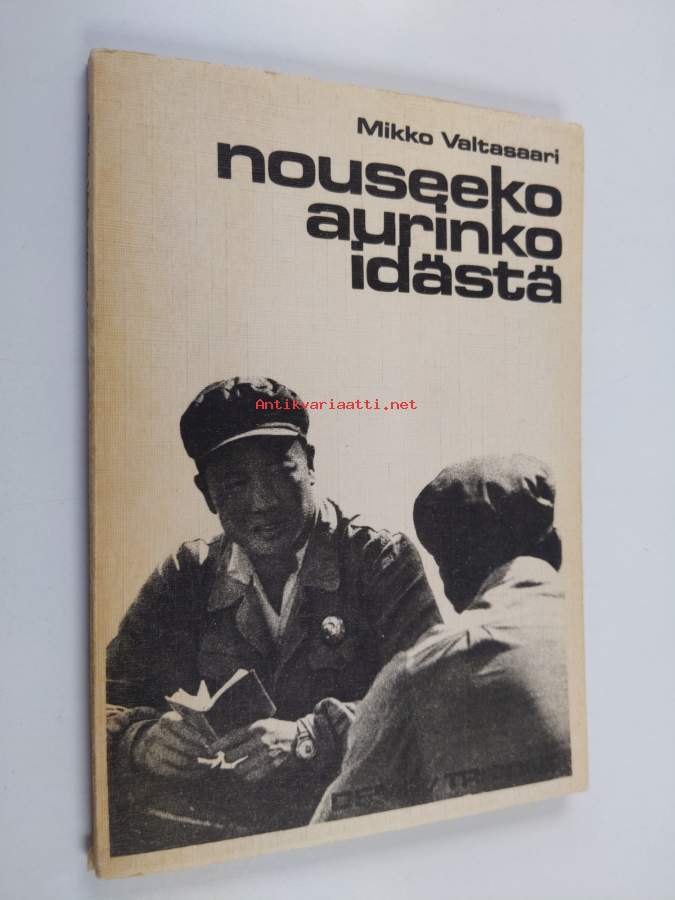 Mikko Valtasaari
nouseeko
aurinko
idästä
Antikvariaatti.net